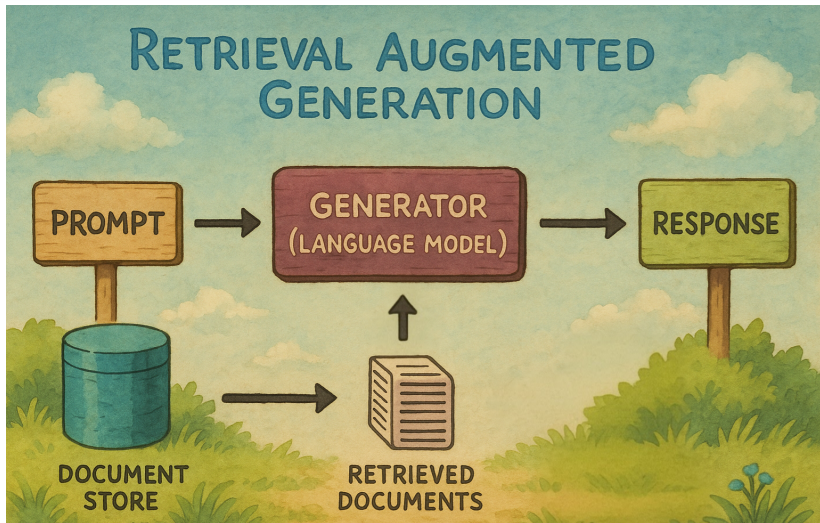 RETRIEVAL AUGMENTED
GENERATION
PROMPT
GENERATOR
(LANGUAGE MODEL)
RESPONSE
DOCUMENT
STORE
RETRIEVED
DOCUMENTS